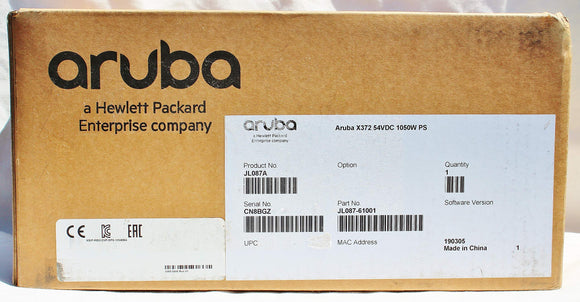 aruba
a Hewlett Packard
Enterprise company
aruba
a Hewlett Packard
Enterprise company
Aruba X372 54VDC 1050W PS
Product No. Option Quantity
JL087A 1
Serial No. Part No. Software Version
CN8BGZ JL087-61001
UPC MAC Address 190305
Made in China 1
CE EAC